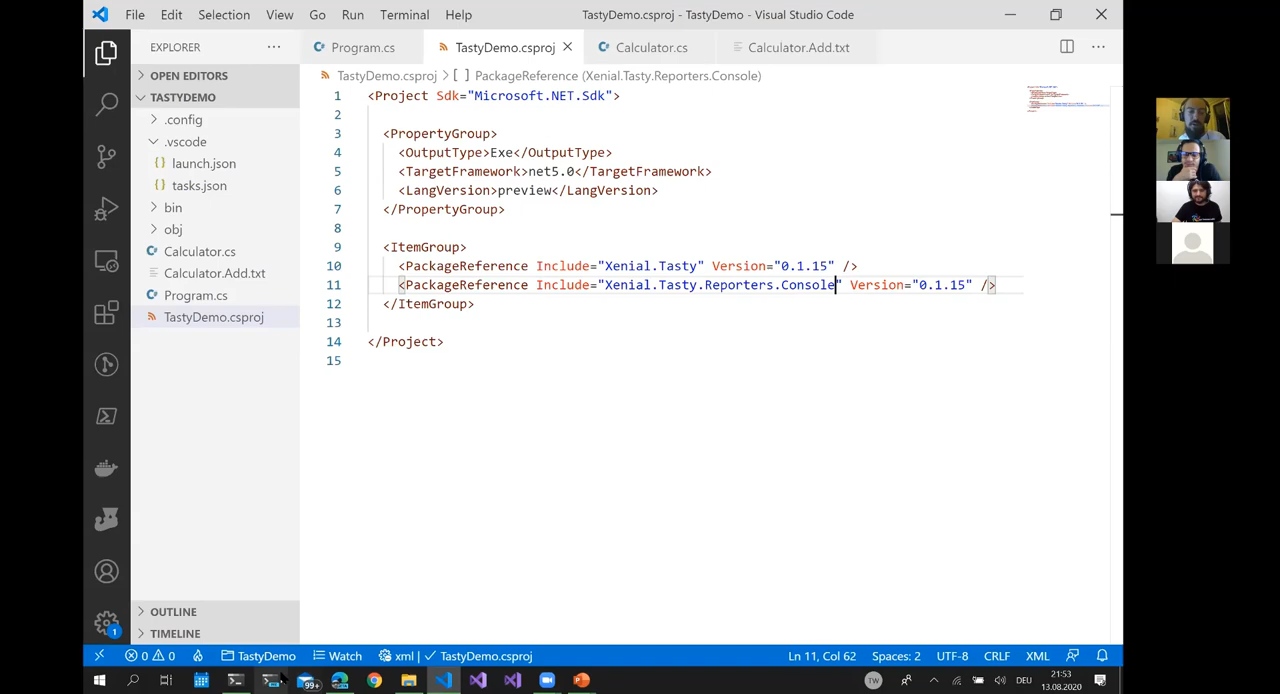 File Edit Selection View Go Run Terminal Help TastyDemo.csproj - TastyDemo - Visual Studio Code
EXPLORER
OPEN EDITORS
TASTYDEMO
.config
.vscode
launch.json
tasks.json
bin
obj
Calculator.cs
Calculator.Add.txt
Program.cs
TastyDemo.csproj
OUTLINE
TIMELINE
Program.cs TastyDemo.csproj Calculator.cs Calculator.Add.txt
TastyDemo.csproj > [ ] PackageReference (Xenial.Tasty.Reporters.Console)
1 <Project Sdk="Microsoft.NET.Sdk">
2
3 <PropertyGroup>
4 <OutputType>Exe</OutputType>
5 <TargetFramework>net5.0</TargetFramework>
6 <LangVersion>preview</LangVersion>
7 </PropertyGroup>
8
9 <ItemGroup>
10 <PackageReference Include="Xenial.Tasty" Version="0.1.15" />
11 <PackageReference Include="Xenial.Tasty.Reporters.Console" Version="0.1.15" />
12 </ItemGroup>
13
14 </Project>
15
1
0 0 TastyDemo Watch xml | ✓ TastyDemo.csproj Ln 11, Col 62 Spaces: 2 UTF-8 CRLF XML
99+ TW DEU 21:53
13.08.2020